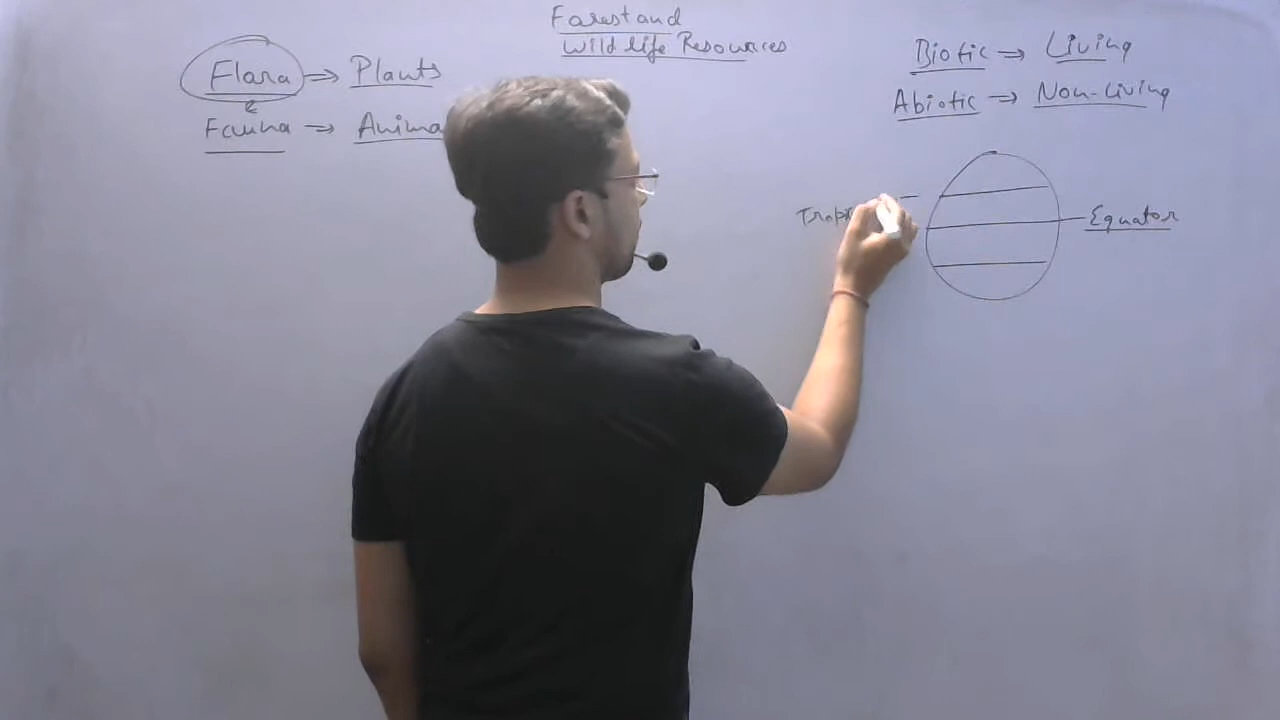 Forest and
Wild life Resources
Flora ⇒ Plants
&
Fauna ⇒ Anima
Biotic ⇒ Living
Abiotic → Non-Living
Equator